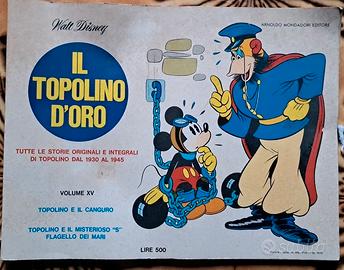 Walt Disney
ARNOLDO MONDADORI EDITORE
IL
TOPOLINO
D'ORO
TUTTE LE STORIE ORIGINALI E INTEGRALI
DI TOPOLINO DAL 1930 AL 1945
VOLUME XV
TOPOLINO E IL CANGURO
TOPOLINO E IL MISTERIOSO "S"
FLAGELLO DEI MARI
LIRE 500
subito